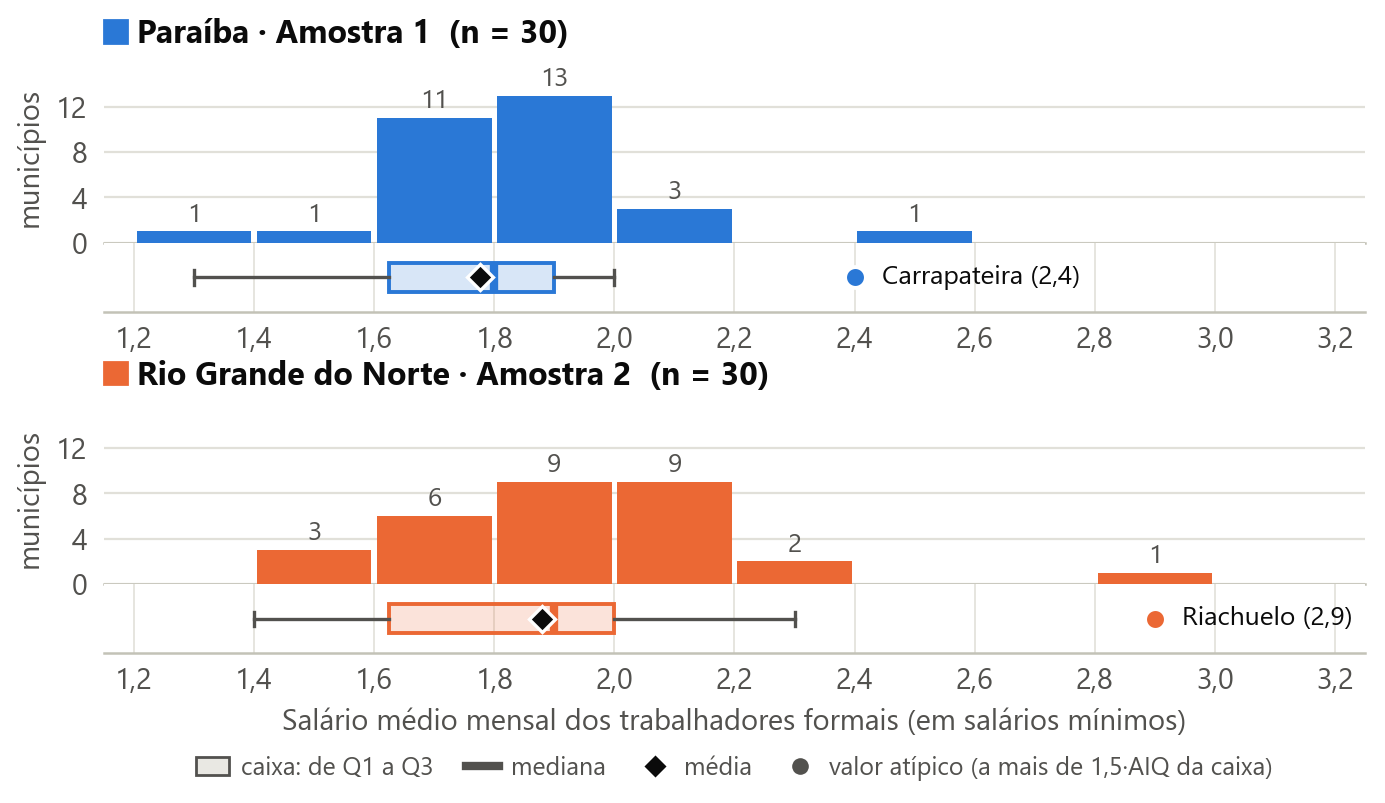 Paraíba · Amostra 1 (n = 30)
municípios
12
8
4
0
1
1
11
13
3
1
Carrapateira (2,4)
1,2 1,4 1,6 1,8 2,0 2,2 2,4 2,6 2,8 3,0 3,2
Rio Grande do Norte · Amostra 2 (n = 30)
municípios
12
8
4
0
3
6
9
9
2
1
Riachuelo (2,9)
1,2 1,4 1,6 1,8 2,0 2,2 2,4 2,6 2,8 3,0 3,2
Salário médio mensal dos trabalhadores formais (em salários mínimos)
caixa: de Q1 a Q3 mediana média valor atípico (a mais de 1,5·AIQ da caixa)